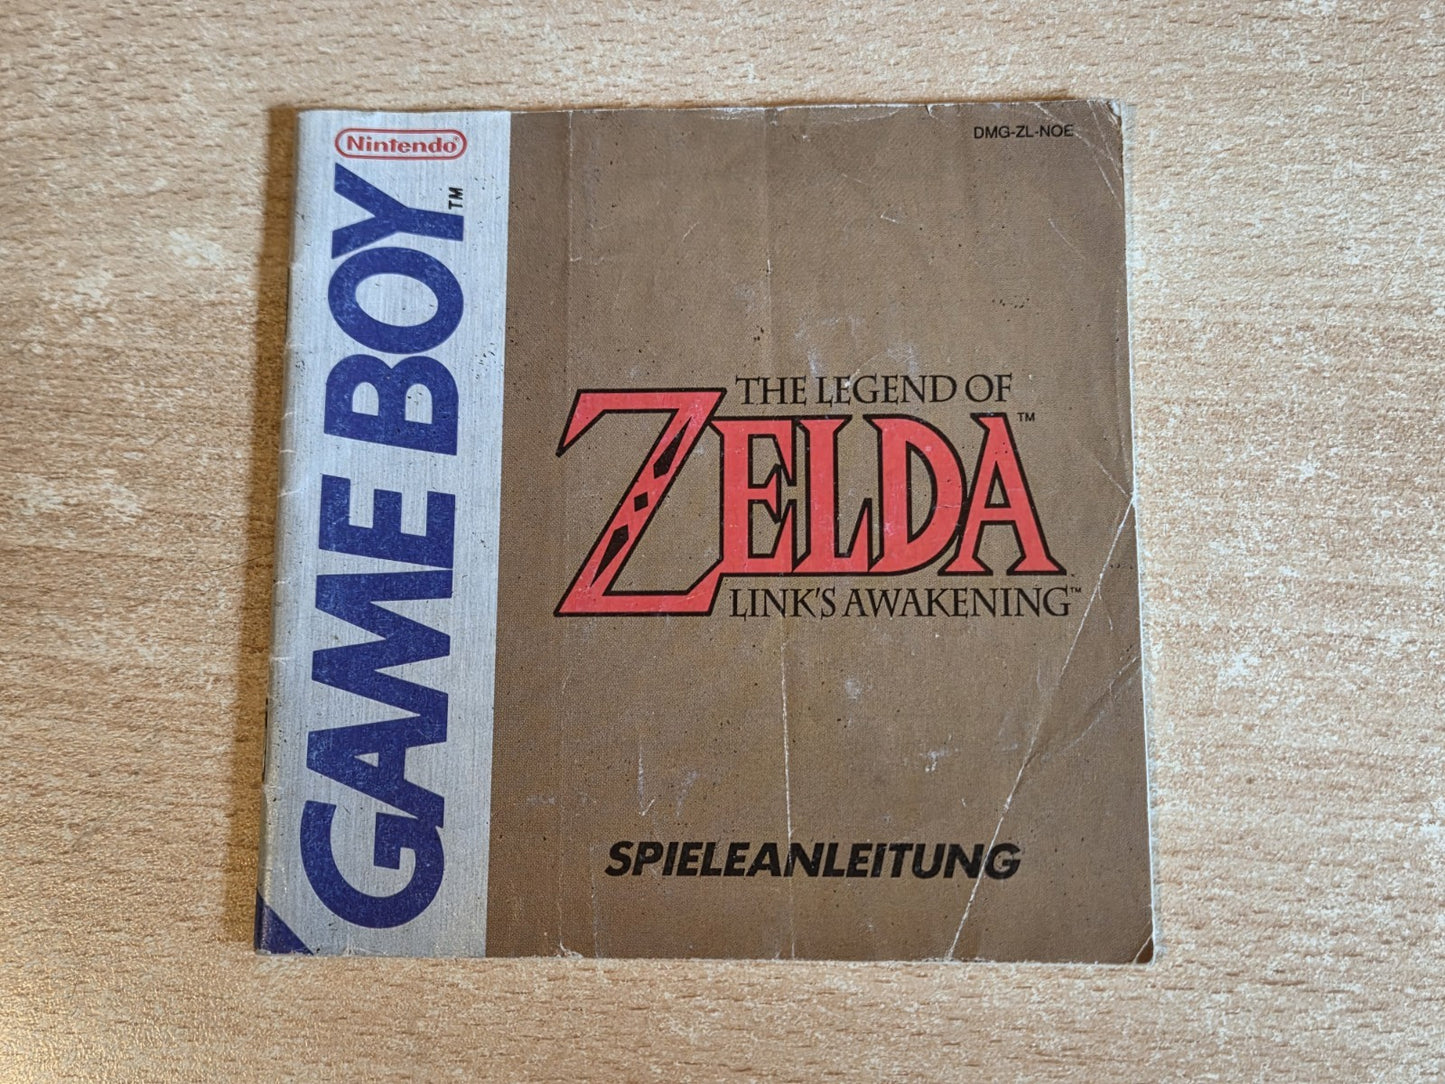 Nintendo
GAME BOY™
DMG-ZL-NOE
THE LEGEND OF
ZELDA™
LINK'S AWAKENING™
SPIELEANLEITUNG